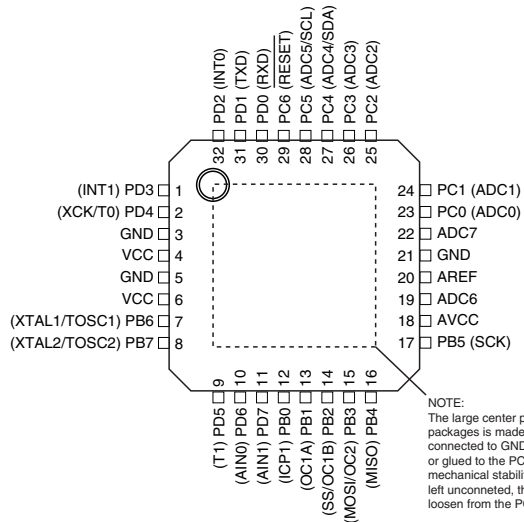 32 PD2 (INT0)
31 PD1 (TXD)
30 PD0 (RXD)
29 PC6 (RESET)
28 PC5 (ADC5/SCL)
27 PC4 (ADC4/SDA)
26 PC3 (ADC3)
25 PC2 (ADC2)
(INT1) PD3 1
(XCK/T0) PD4 2
GND 3
VCC 4
GND 5
VCC 6
(XTAL1/TOSC1) PB6 7
(XTAL2/TOSC2) PB7 8
24 PC1 (ADC1)
23 PC0 (ADC0)
22 ADC7
21 GND
20 AREF
19 ADC6
18 AVCC
17 PB5 (SCK)
(T1) PD5 9
(AIN0) PD6 10
(AIN1) PD7 11
(ICP1) PB0 12
(OC1A) PB1 13
(SS/OC1B) PB2 14
(MOSI/OC2) PB3 15
(MISO) PB4 16
NOTE:
The large center p
packages is made
connected to GND
or glued to the PC
mechanical stabilit
left unconneted, th
loosen from the PC